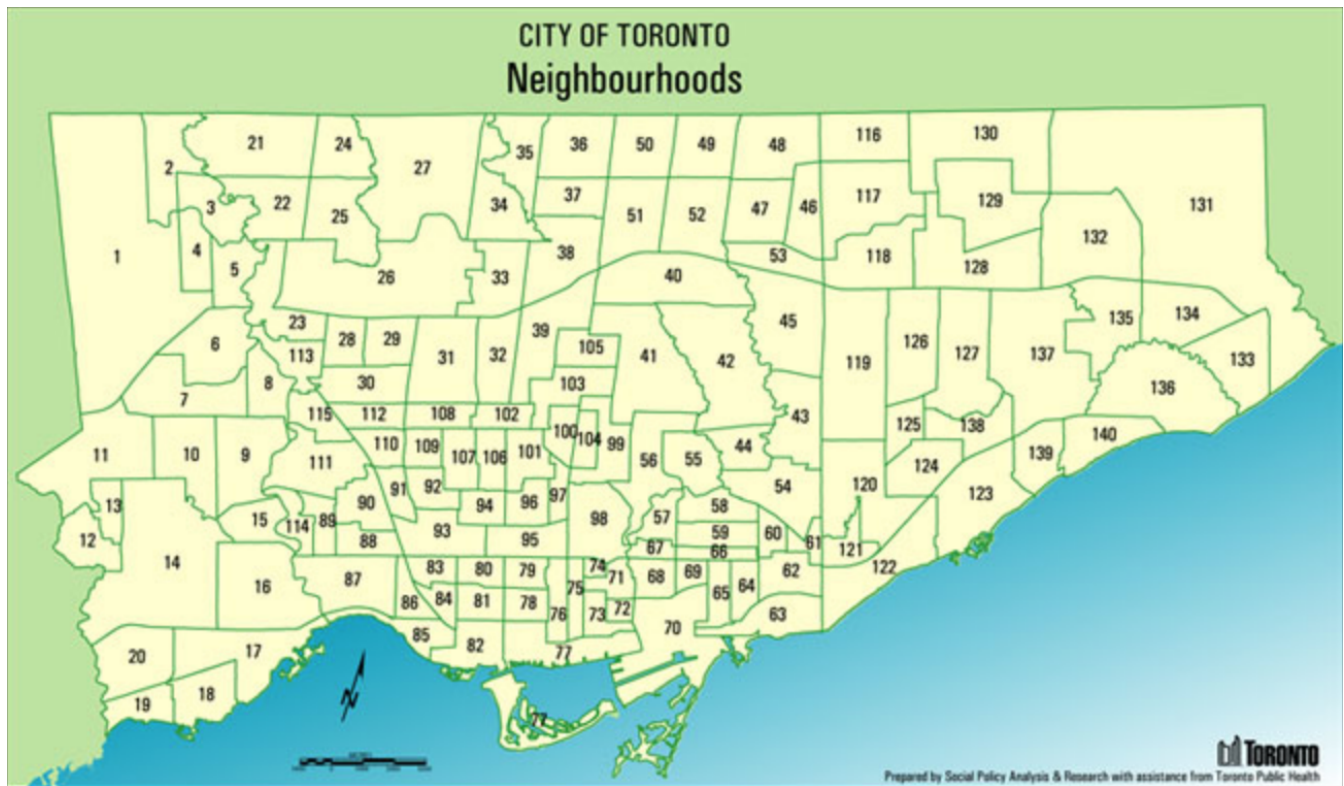 CITY OF TORONTO
Neighbourhoods
116 130
21 24 36 50 49 48
35
2 27
117 131
37 129
3 22 25 34 51 52 47 46
132
4 38 53 118
1 5 26 33 40 128
134
23 45 135
28 29 39 126
6 113 31 32 105 41 42 119 127 137 133
8 30 103 136
7
115 112 108 102 43
100 125 138
110 109 104 99 44 140
11 10 9 107 106 101 139
111 56 55 124
91 92 54 120
13 90 94 96 97 123
15 114 89 98 57 58
93 59 60
12 88 95 61 121
67 66
14 83 80 79 74 62 122
87 71 68 69
16 75
86 84 81 78 65 64
76 73 72 63
85 70
20 17 82 77
18
19 77
N
TORONTO
Prepared by Social Policy Analysis & Research with assistance from Toronto Public Health